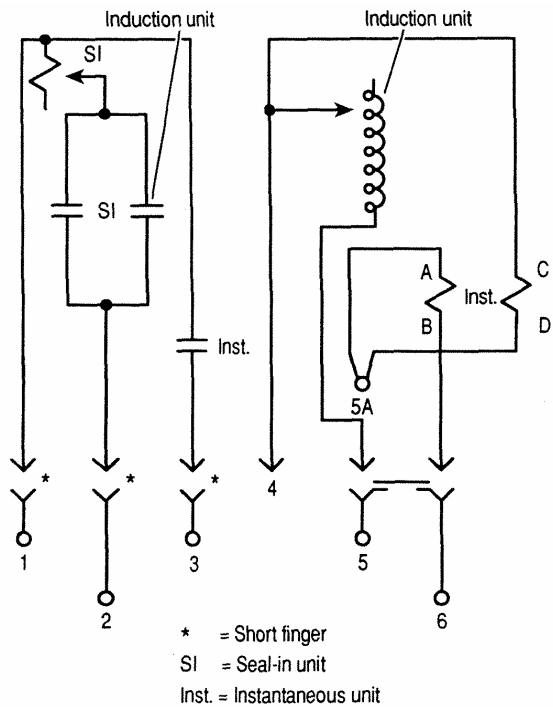 Induction unit
Induction unit
SI
SI
A
B
Inst.
C
D
Inst.
5A
*
*
*
4
1
3
5
2
6
* = Short finger
SI = Seal-in unit
Inst. = Instantaneous unit